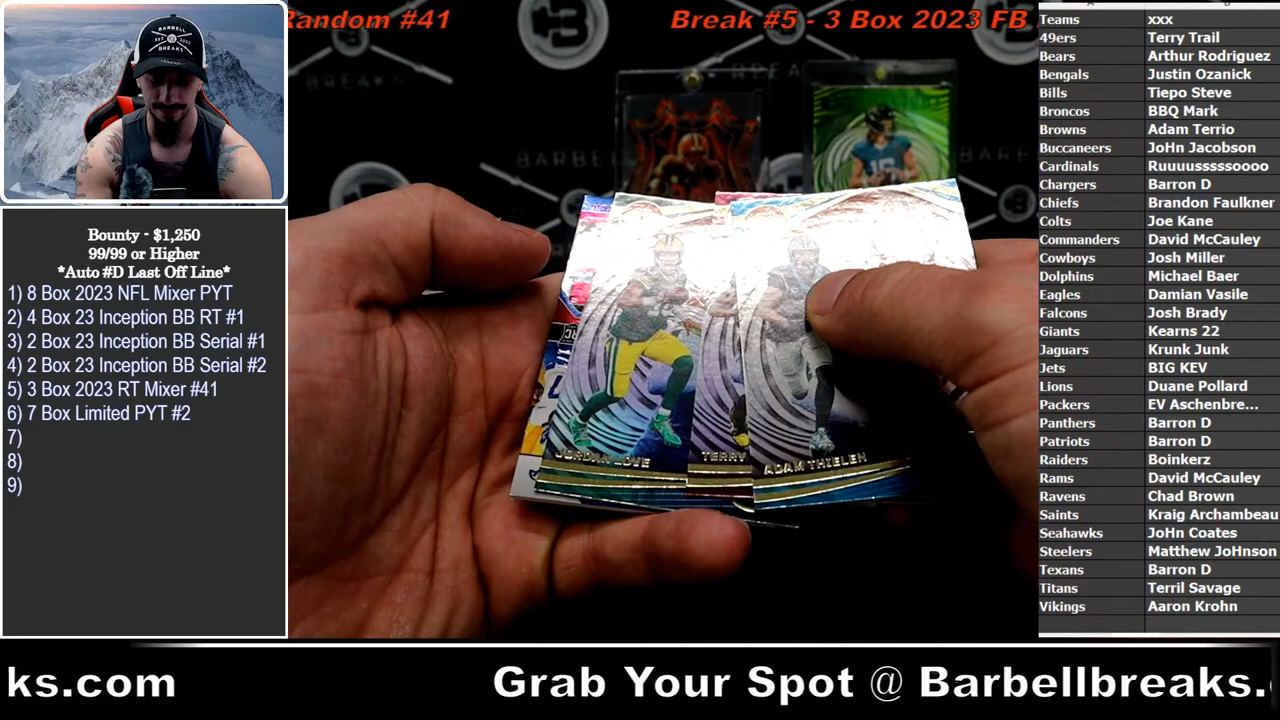 Random #41
Break #5 - 3 Box 2023 FB
BARBELL
BREAKS
Bounty - $1,250
99/99 or Higher
*Auto #D Last Off Line*
1) 8 Box 2023 NFL Mixer PYT
2) 4 Box 23 Inception BB RT #1
3) 2 Box 23 Inception BB Serial #1
4) 2 Box 23 Inception BB Serial #2
5) 3 Box 2023 RT Mixer #41
6) 7 Box Limited PYT #2
7)
8)
9)
JORDAN LOVE
TERRY
ADAM THIELEN
Teams xxx
49ers Terry Trail
Bears Arthur Rodriguez
Bengals Justin Ozanick
Bills Tiepo Steve
Broncos BBQ Mark
Browns Adam Terrio
Buccaneers JoHn Jacobson
Cardinals Ruuuusssssoooo
Chargers Barron D
Chiefs Brandon Faulkner
Colts Joe Kane
Commanders David McCauley
Cowboys Josh Miller
Dolphins Michael Baer
Eagles Damian Vasile
Falcons Josh Brady
Giants Kearns 22
Jaguars Krunk Junk
Jets BIG KEV
Lions Duane Pollard
Packers EV Aschenbre...
Panthers Barron D
Patriots Barron D
Raiders Boinkerz
Rams David McCauley
Ravens Chad Brown
Saints Kraig Archambeau
Seahawks JoHn Coates
Steelers Matthew JoHnson
Texans Barron D
Titans Terril Savage
Vikings Aaron Krohn
ks.com
Grab Your Spot @ Barbellbreaks.